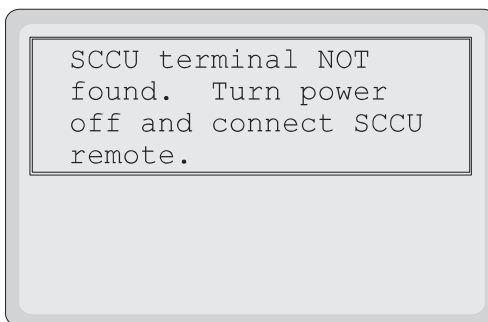 SCCU terminal NOT
found.  Turn power
off and connect SCCU
remote.